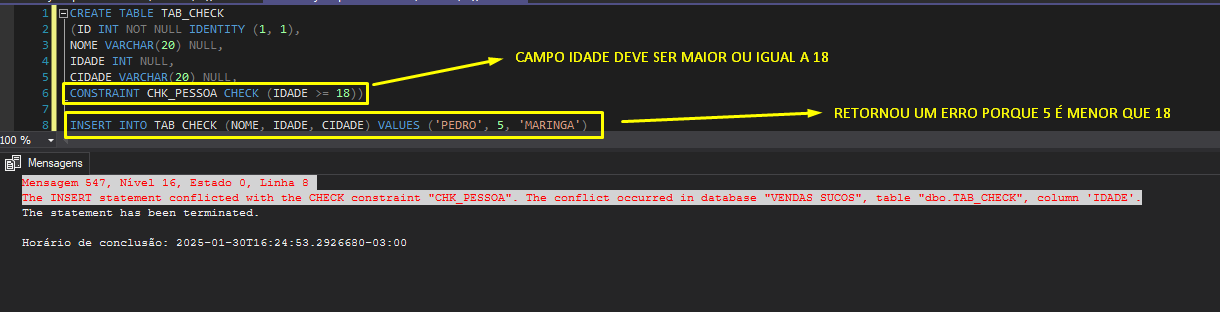 1 CREATE TABLE TAB_CHECK
2 (ID INT NOT NULL IDENTITY (1, 1),
3 NOME VARCHAR(20) NULL,
4 IDADE INT NULL,
5 CIDADE VARCHAR(20) NULL,
6 CONSTRAINT CHK_PESSOA CHECK (IDADE >= 18))
7
8 INSERT INTO TAB_CHECK (NOME, IDADE, CIDADE) VALUES ('PEDRO', 5, 'MARINGA')
CAMPO IDADE DEVE SER MAIOR OU IGUAL A 18
RETORNOU UM ERRO PORQUE 5 É MENOR QUE 18
100 %
Mensagens
Mensagem 547, Nível 16, Estado 0, Linha 8
The INSERT statement conflicted with the CHECK constraint "CHK_PESSOA". The conflict occurred in database "VENDAS SUCOS", table "dbo.TAB_CHECK", column 'IDADE'.
The statement has been terminated.
Horário de conclusão: 2025-01-30T16:24:53.2926680-03:00